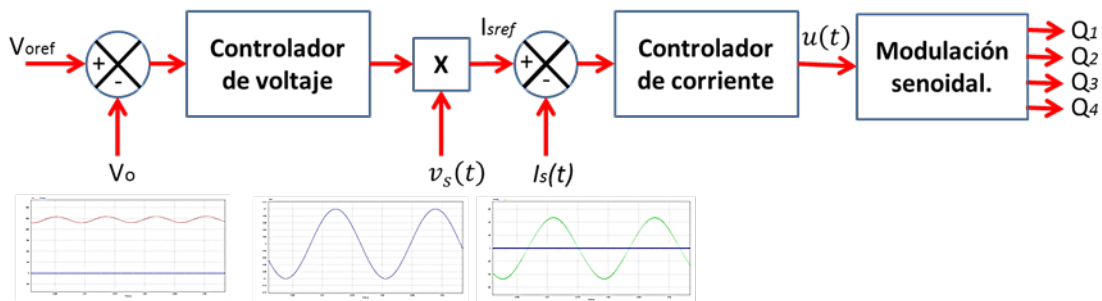 Voref
+
-
Vo
Controlador
de voltaje
X
vs(t)
Isref
+
-
Is(t)
Controlador
de corriente
u(t)
Modulación
senoidal.
Q1
Q2
Q3
Q4